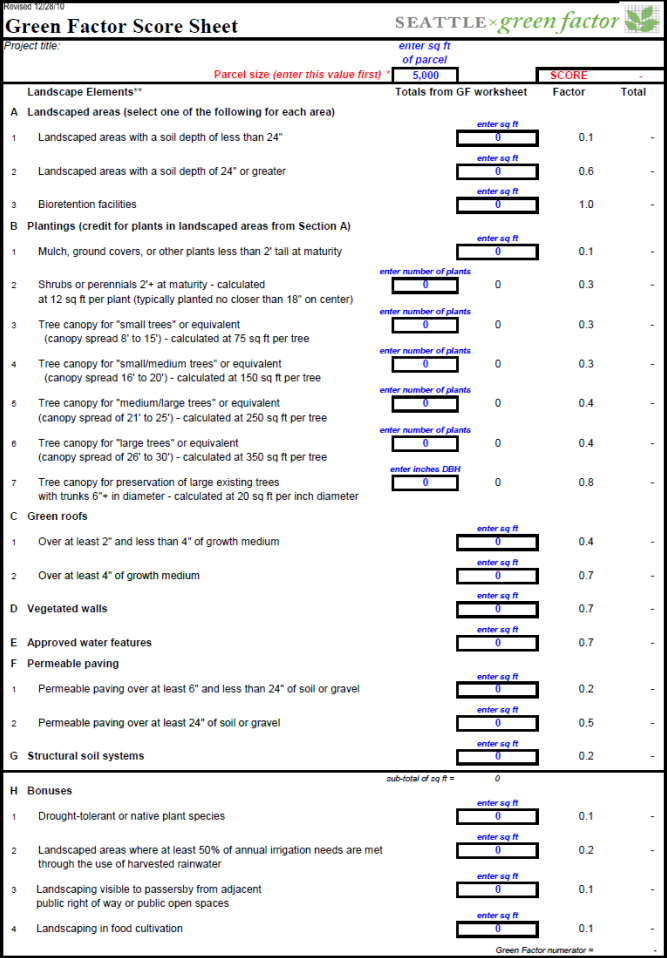 Revised 12/28/10
Green Factor Score Sheet
SEATTLE×green factor
Project title:
enter sq ft
of parcel
Parcel size (enter this value first) * 5,000 SCORE -
Landscape Elements** Totals from GF worksheet Factor Total
A Landscaped areas (select one of the following for each area)
enter sq ft
1 Landscaped areas with a soil depth of less than 24" 0 0.1 -
enter sq ft
2 Landscaped areas with a soil depth of 24" or greater 0 0.6 -
enter sq ft
3 Bioretention facilities 0 1.0 -
B Plantings (credit for plants in landscaped areas from Section A)
enter sq ft
1 Mulch, ground covers, or other plants less than 2' tall at maturity 0 0.1 -
enter number of plants
2 Shrubs or perennials 2'+ at maturity - calculated 0 0 0.3 -
at 12 sq ft per plant (typically planted no closer than 18" on center)
enter number of plants
3 Tree canopy for "small trees" or equivalent 0 0 0.3 -
(canopy spread 8' to 15') - calculated at 75 sq ft per tree
enter number of plants
4 Tree canopy for "small/medium trees" or equivalent 0 0 0.3 -
(canopy spread 16' to 20') - calculated at 150 sq ft per tree
enter number of plants
5 Tree canopy for "medium/large trees" or equivalent 0 0 0.4 -
(canopy spread of 21' to 25') - calculated at 250 sq ft per tree
enter number of plants
6 Tree canopy for "large trees" or equivalent 0 0 0.4 -
(canopy spread of 26' to 30') - calculated at 350 sq ft per tree
enter inches DBH
7 Tree canopy for preservation of large existing trees 0 0 0.8 -
with trunks 6"+ in diameter - calculated at 20 sq ft per inch diameter
C Green roofs
enter sq ft
1 Over at least 2" and less than 4" of growth medium 0 0.4 -
enter sq ft
2 Over at least 4" of growth medium 0 0.7 -
enter sq ft
D Vegetated walls 0 0.7 -
enter sq ft
E Approved water features 0 0.7 -
F Permeable paving
enter sq ft
1 Permeable paving over at least 6" and less than 24" of soil or gravel 0 0.2 -
enter sq ft
2 Permeable paving over at least 24" of soil or gravel 0 0.5 -
enter sq ft
G Structural soil systems 0 0.2 -
sub-total of sq ft = 0
H Bonuses
enter sq ft
1 Drought-tolerant or native plant species 0 0.1 -
enter sq ft
2 Landscaped areas where at least 50% of annual irrigation needs are met 0 0.2 -
through the use of harvested rainwater
enter sq ft
3 Landscaping visible to passersby from adjacent 0 0.1 -
public right of way or public open spaces
enter sq ft
4 Landscaping in food cultivation 0 0.1 -
Green Factor numerator = -